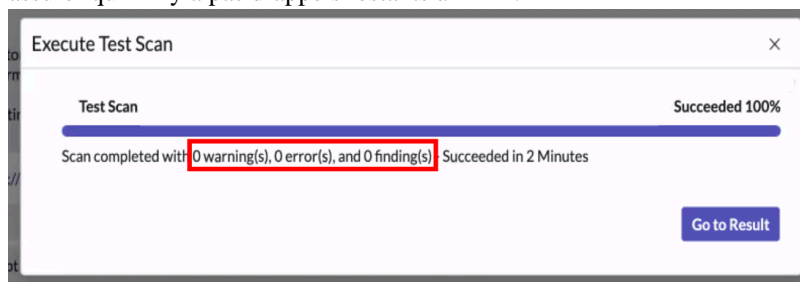 Execute Test Scan ×
Test Scan Succeeded 100%
Scan completed with 0 warning(s), 0 error(s), and 0 finding(s) Succeeded in 2 Minutes
Go to Result